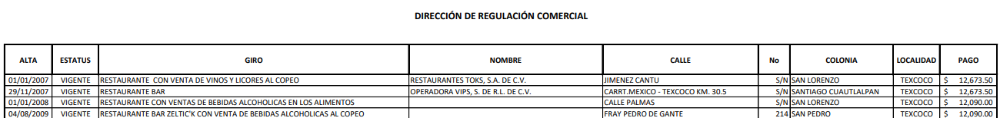 DIRECCIÓN DE REGULACIÓN COMERCIAL
ALTA ESTATUS GIRO NOMBRE CALLE No COLONIA LOCALIDAD PAGO
01/01/2007 VIGENTE RESTAURANTE CON VENTA DE VINOS Y LICORES AL COPEO RESTAURANTES TOKS, S.A. DE C.V. JIMENEZ CANTU S/N SAN LORENZO TEXCOCO $ 12,673.50
29/11/2007 VIGENTE RESTAURANTE BAR OPERADORA VIPS, S. DE R.L. DE C.V. CARRT.MEXICO - TEXCOCO KM. 30.5 S/N SANTIAGO CUAUTLALPAN TEXCOCO $ 12,673.50
01/01/2008 VIGENTE RESTAURANTE CON VENTAS DE BEBIDAS ALCOHOLICAS EN LOS ALIMENTOS CALLE PALMAS S/N SAN LORENZO TEXCOCO $ 12,090.00
04/08/2009 VIGENTE RESTAURANTE BAR ZELTIC'K CON VENTA DE BEBIDAS ALCOHOLICAS AL COPEO FRAY PEDRO DE GANTE 214 SAN PEDRO TEXCOCO $ 12,090.00